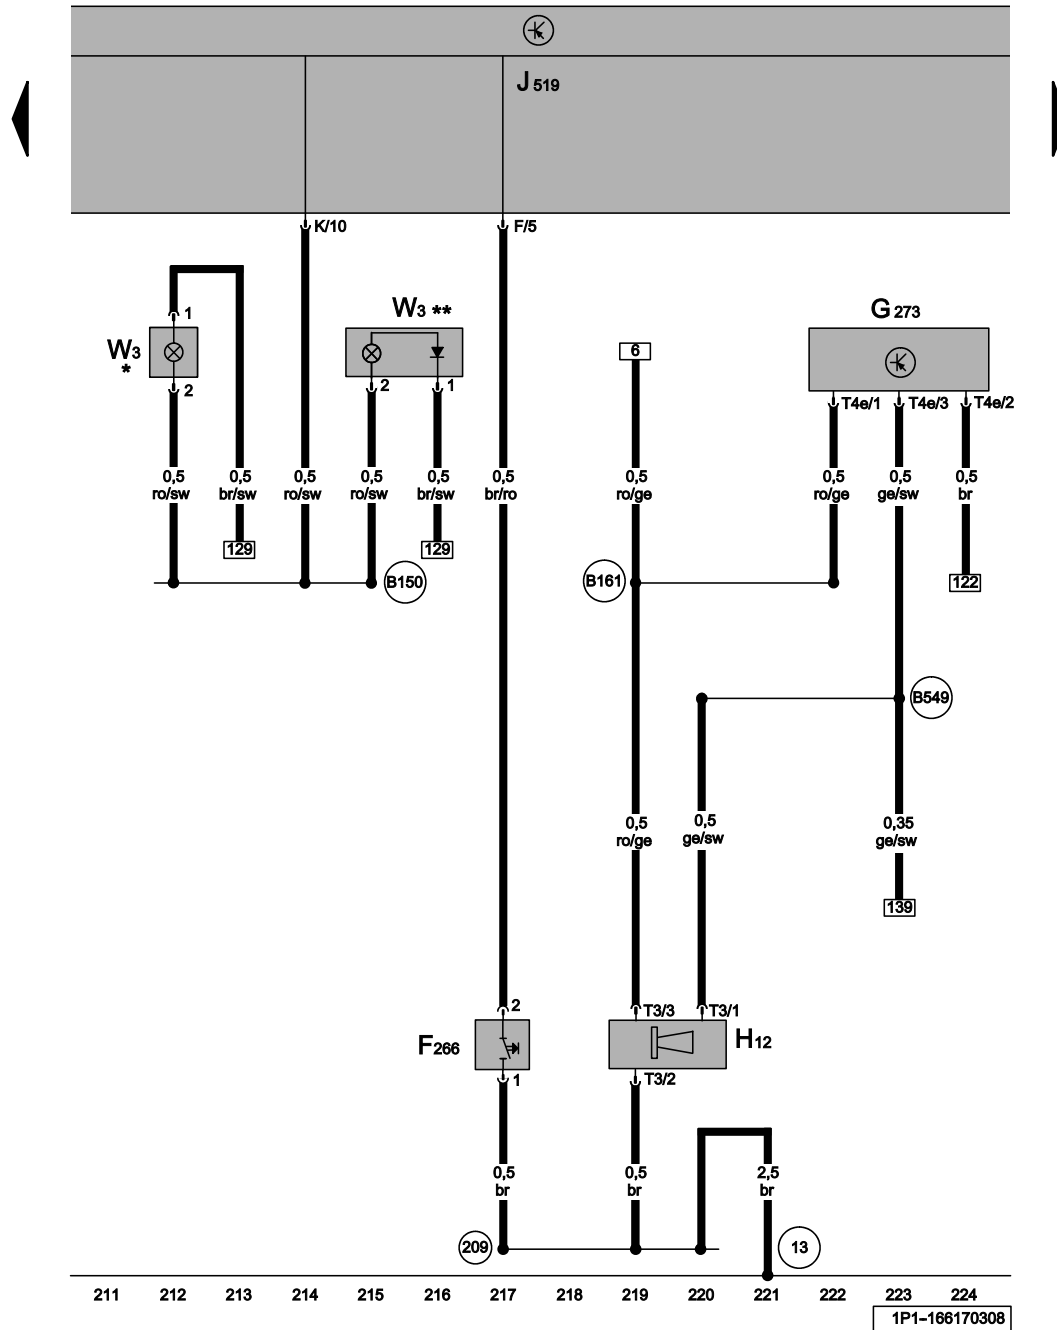 J 519
K/10 F/5
1
W3 ** G 273
W3
*
6
2 2 1 T4e/1 T4e/3 T4e/2
0,5 0,5 0,5 0,5 0,5 0,5 0,5 0,5 0,5 0,5
ro/sw br/sw ro/sw ro/sw br/sw br/ro ro/ge ro/ge ge/sw br
129 129
B150 B161 122
B549
0,5 0,5 0,35
ro/ge ge/sw ge/sw
139
2 T3/3 T3/1
F266 H12
1 T3/2
0,5 0,5 2,5
br br br
209 13
211 212 213 214 215 216 217 218 219 220 221 222 223 224
1P1-166170308